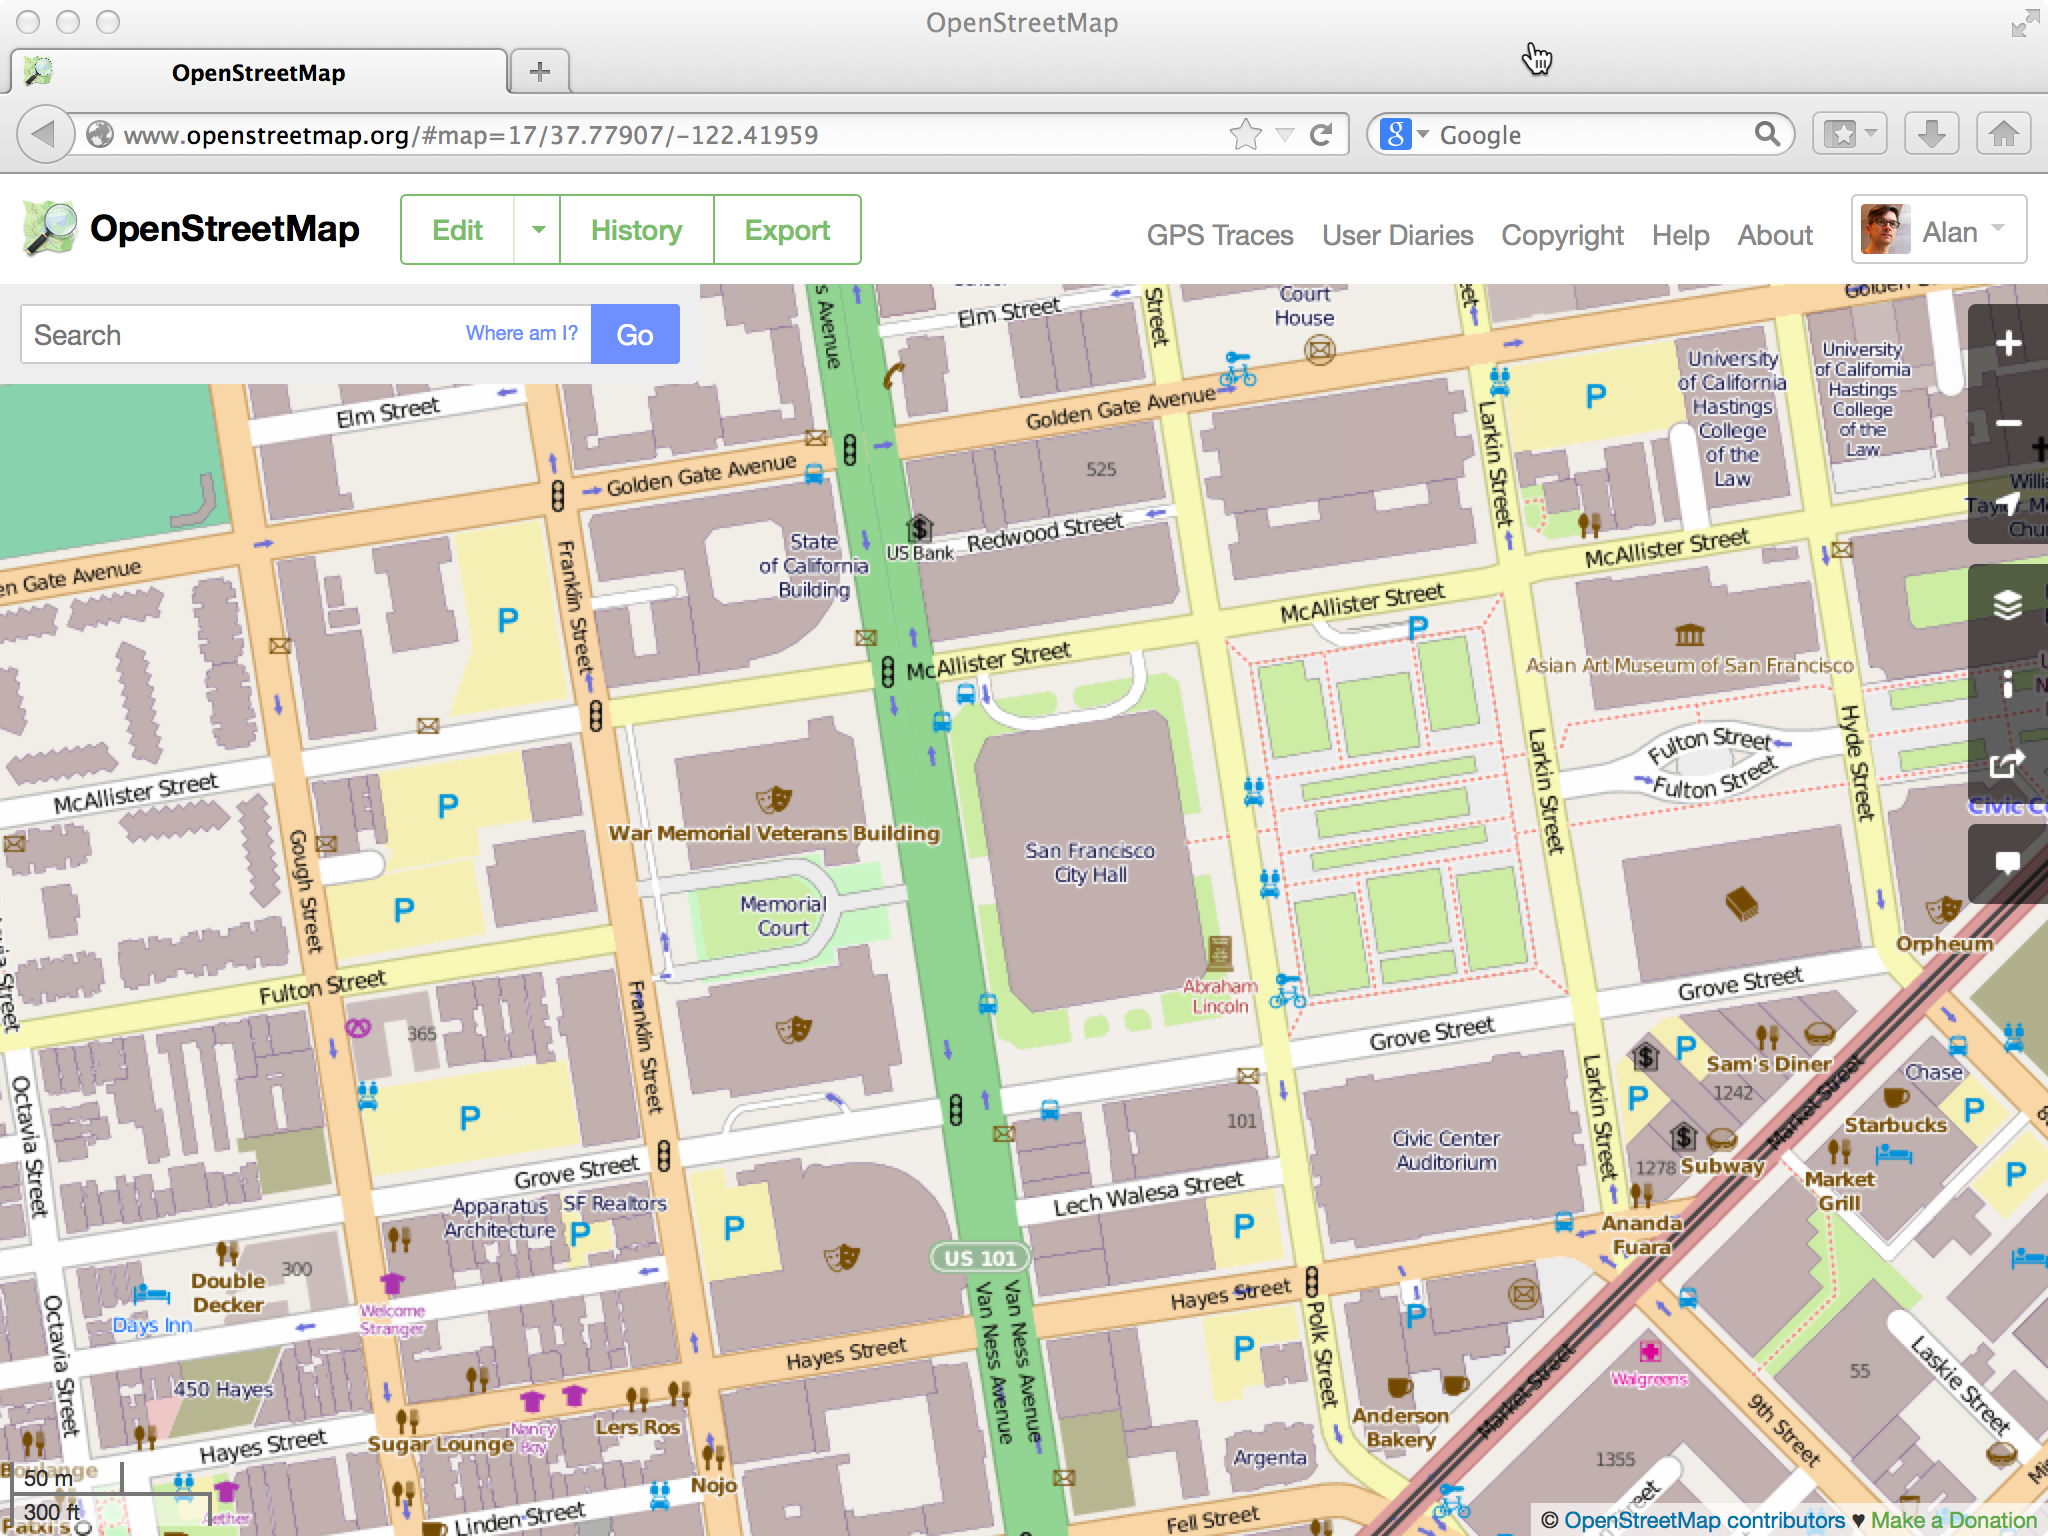 OpenStreetMap
OpenStreetMap
www.openstreetmap.org/#map=17/37.77907/-122.41959
Google
OpenStreetMap
Edit
History
Export
GPS Traces
User Diaries
Copyright
Help
About
Alan
Search
Where am I?
Go
s Avenue
Elm Street
Street
Court
House
Elm Street
Golden Gate Avenue
Golden Gate Avenue
en Gate Avenue
525
Larkin Street
P
University
of California
Hastings
College
of the
Law
University
of California
Hastings
College
of the
Law
State
of California
Building
US Bank
Redwood Street
McAllister Street
McAllister Street
McAllister Street
McAllister Street
Franklin Street
P
P
Asian Art Museum of San Francisco
Fulton Street
Fulton Street
Hyde Street
Larkin Street
P
P
War Memorial Veterans Building
Memorial
Court
San Francisco
City Hall
Abraham
Lincoln
Orpheum
Gough Street
Fulton Street
Franklin Street
365
P
Grove Street
Grove Street
Grove Street
Octavia Street
Octavia Street
Larkin Street
P
P
Sam's Diner
1242
Chase
Starbucks
P
P
Market Street
1278
Subway
Market
Grill
Ananda
Fuara
101
Civic Center
Auditorium
Lech Walesa Street
P
P
Apparatus
Architecture
SF Realtors
P
US 101
Van Ness Avenue
Van Ness Avenue
300
Double
Decker
Days Inn
Welcome
Stranger
Hayes Street
Hayes Street
Hayes Street
Polk Street
P
P
450 Hayes
Sugar Lounge
Nancy
Boy
Lers Ros
Nojo
Argenta
Anderson
Bakery
Market Street
Walgreens
55
1355
9th Street
Laskie Street
Linden Street
Fell Street
Aether
50 m
300 ft
© OpenStreetMap contributors ♥ Make a Donation